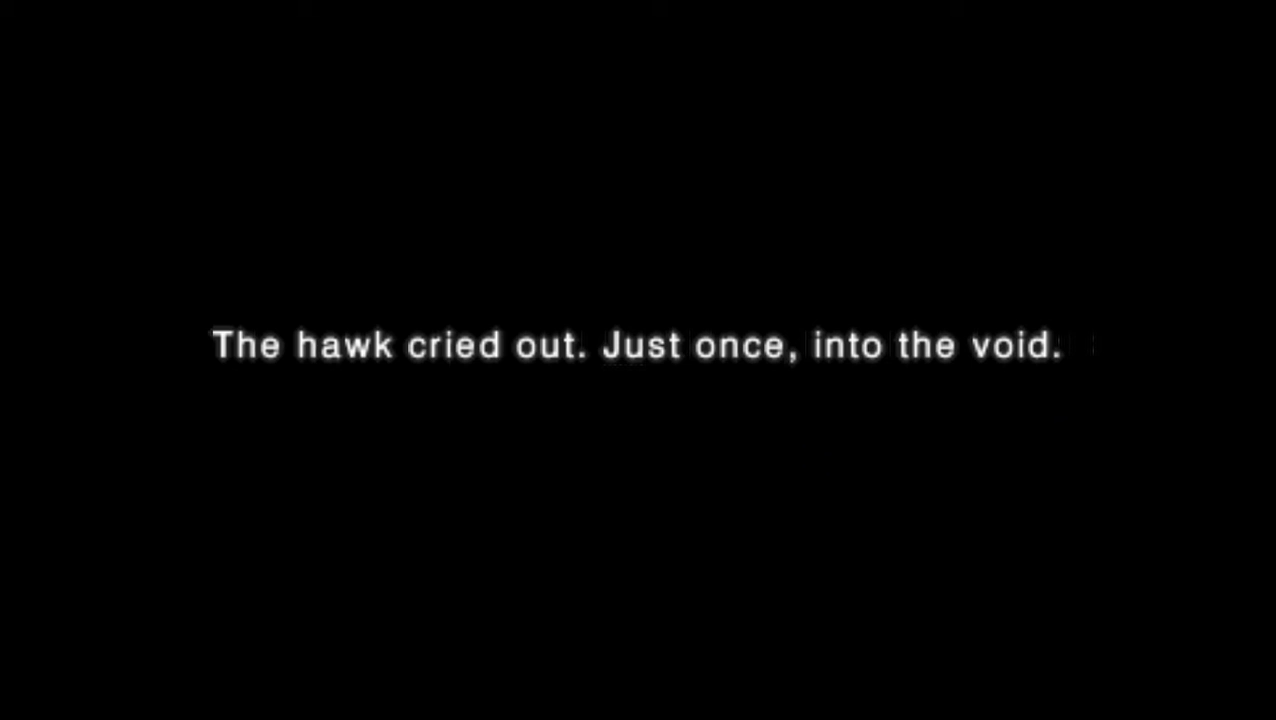 The hawk cried out. Just once, into the void.